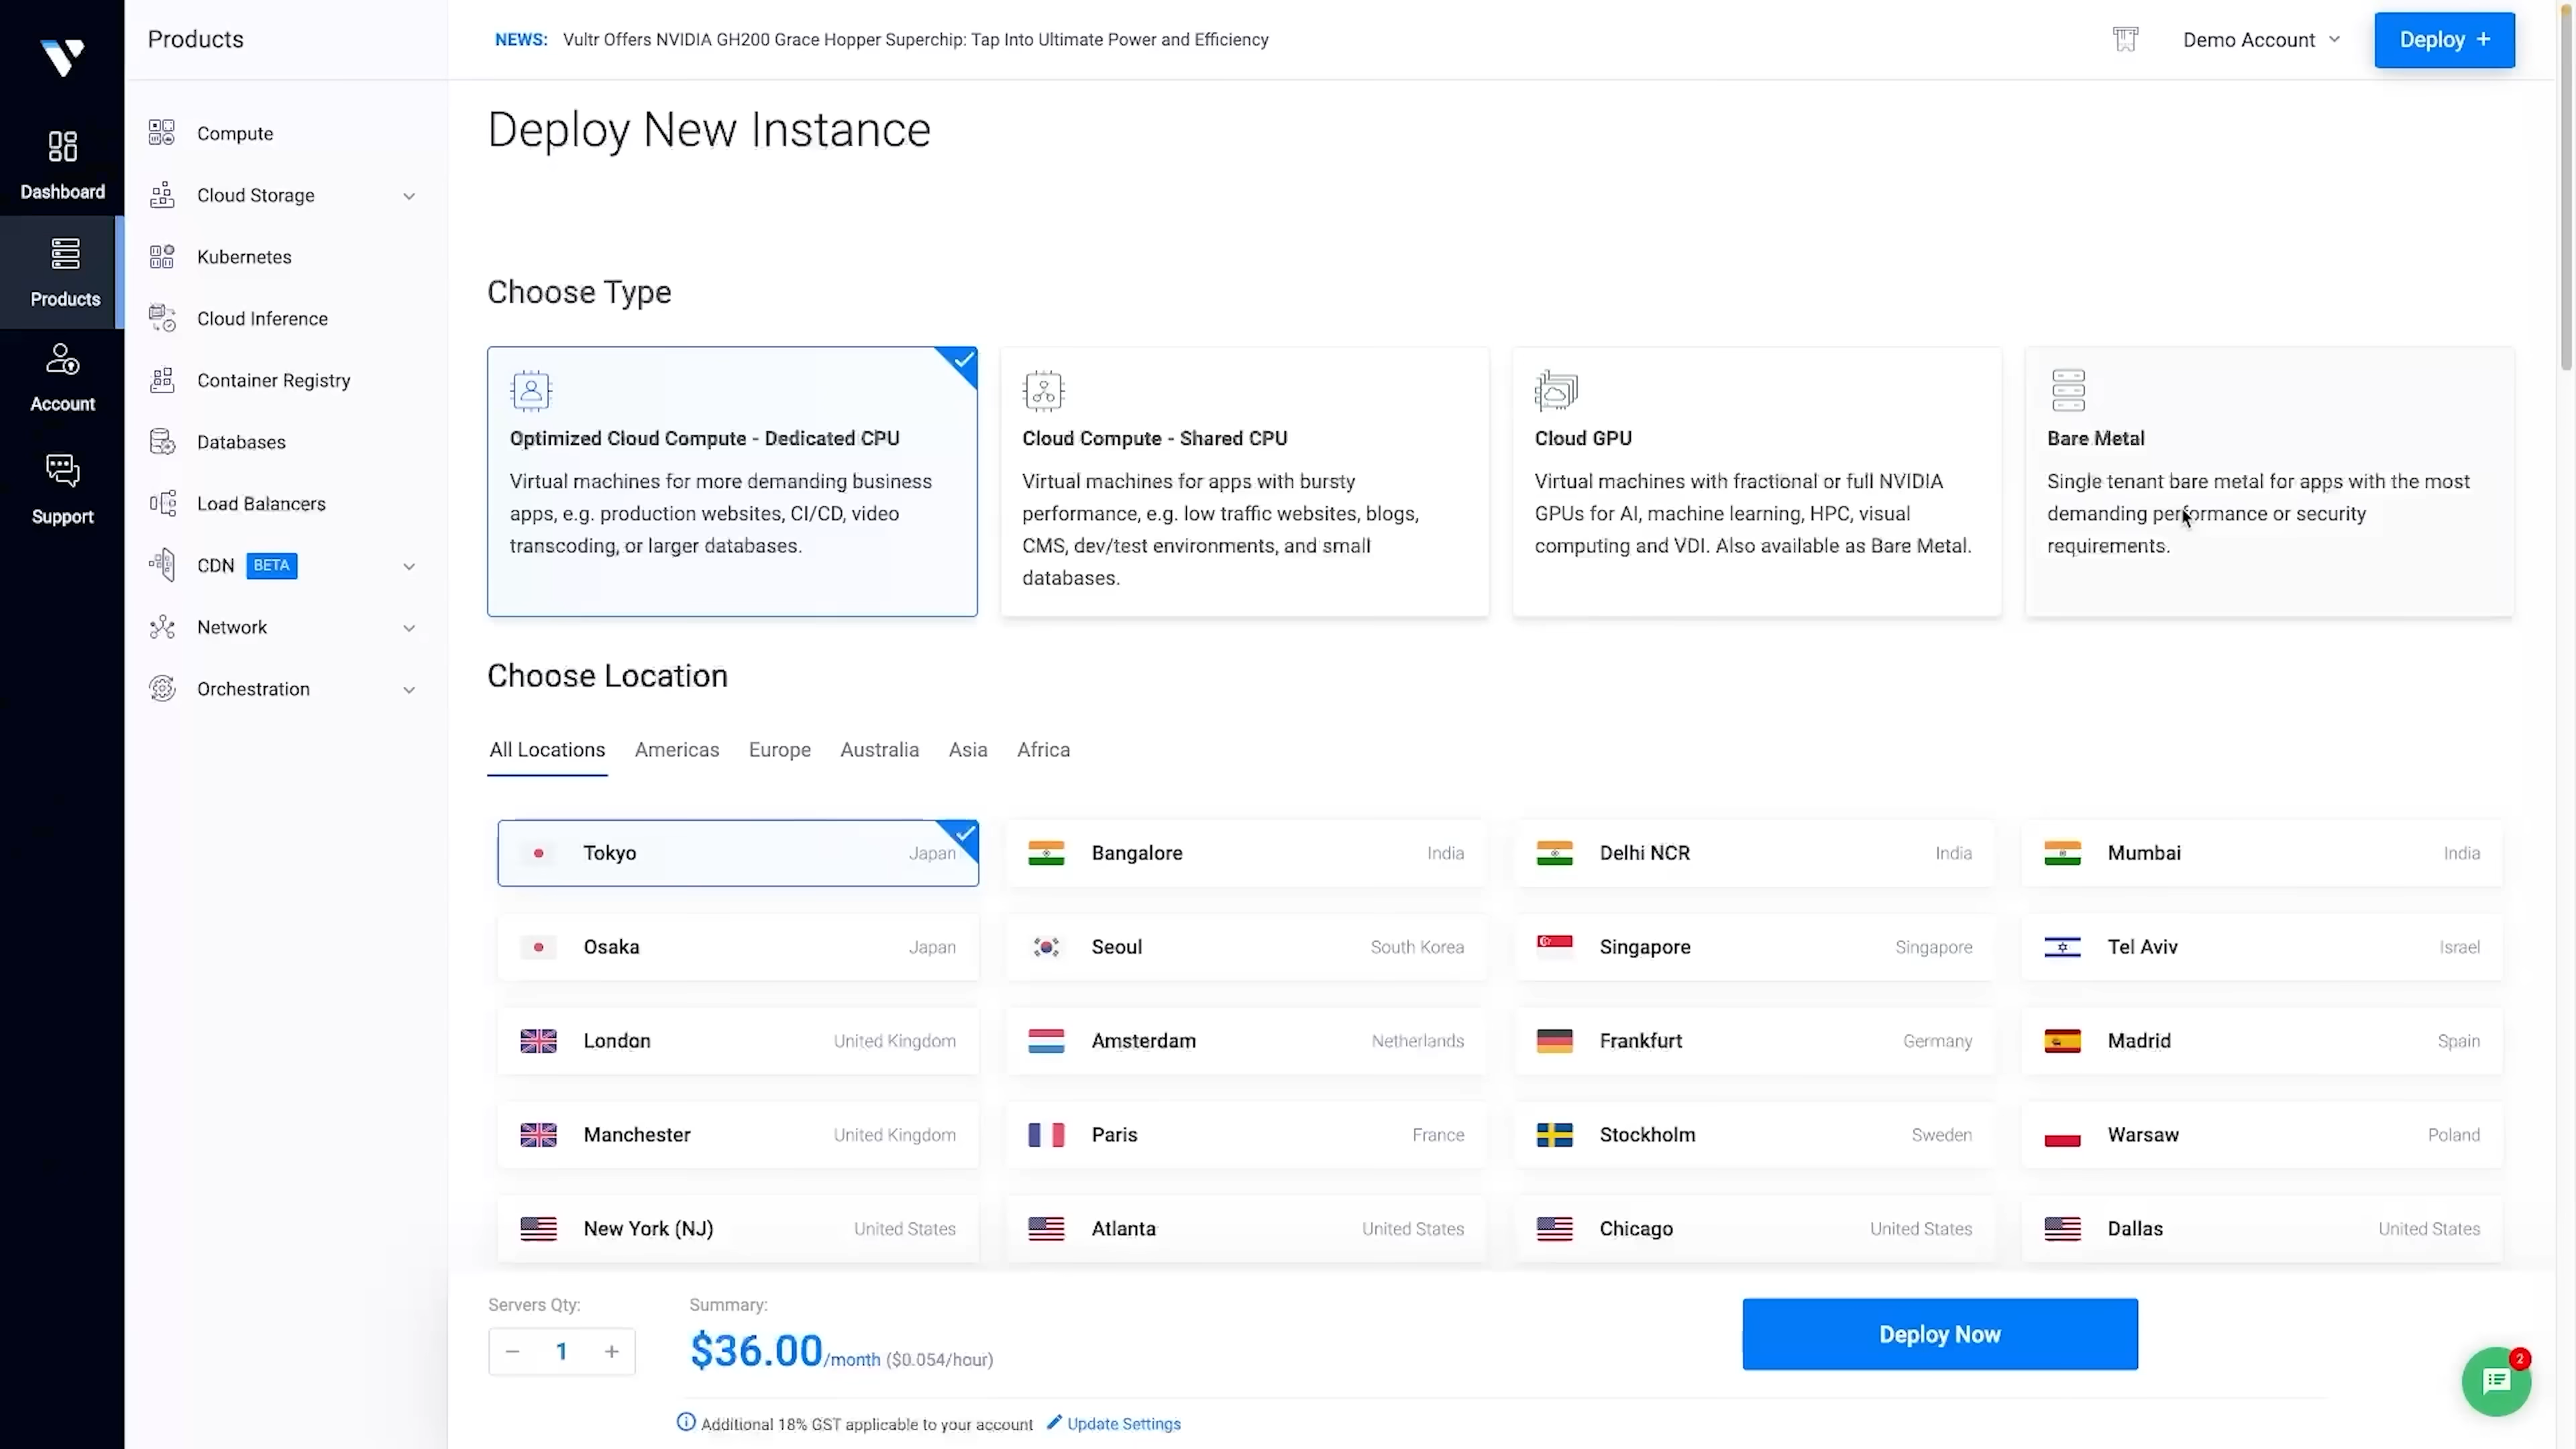 Products
NEWS: Vultr Offers NVIDIA GH200 Grace Hopper Superchip: Tap Into Ultimate Power and Efficiency
Demo Account
Deploy +
Dashboard
Products
Account
Support
Compute
Cloud Storage
Kubernetes
Cloud Inference
Container Registry
Databases
Load Balancers
CDN BETA
Network
Orchestration
Deploy New Instance
Choose Type
Optimized Cloud Compute - Dedicated CPU
Virtual machines for more demanding business
apps, e.g. production websites, CI/CD, video
transcoding, or larger databases.
Cloud Compute - Shared CPU
Virtual machines for apps with bursty
performance, e.g. low traffic websites, blogs,
CMS, dev/test environments, and small
databases.
Cloud GPU
Virtual machines with fractional or full NVIDIA
GPUs for AI, machine learning, HPC, visual
computing and VDI. Also available as Bare Metal.
Bare Metal
Single tenant bare metal for apps with the most
demanding performance or security
requirements.
Choose Location
All Locations Americas Europe Australia Asia Africa
Tokyo Japan
Bangalore India
Delhi NCR India
Mumbai India
Osaka Japan
Seoul South Korea
Singapore Singapore
Tel Aviv Israel
London United Kingdom
Amsterdam Netherlands
Frankfurt Germany
Madrid Spain
Manchester United Kingdom
Paris France
Stockholm Sweden
Warsaw Poland
New York (NJ) United States
Atlanta United States
Chicago United States
Dallas United States
Servers Qty:
− 1 +
Summary:
$36.00/month ($0.054/hour)
Deploy Now
2
Additional 18% GST applicable to your account Update Settings